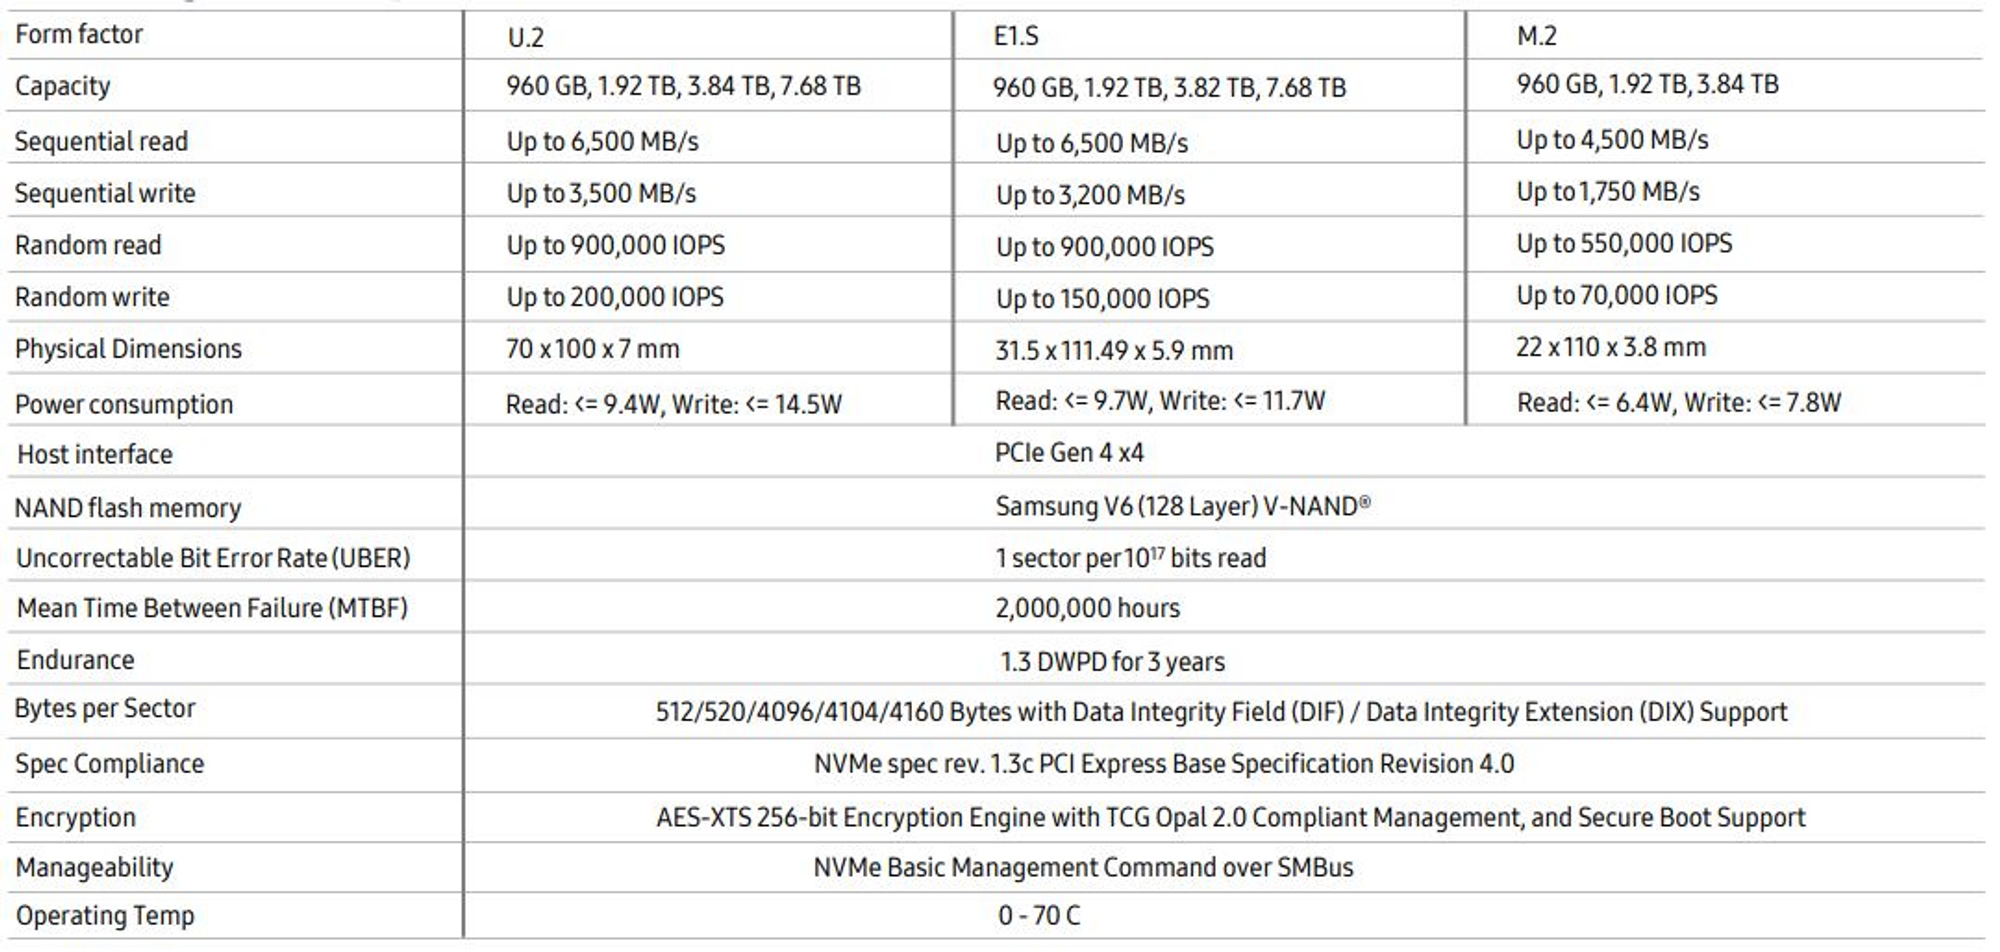 Form factor U.2 E1.S M.2
Capacity 960 GB, 1.92 TB, 3.84 TB, 7.68 TB 960 GB, 1.92 TB, 3.82 TB, 7.68 TB 960 GB, 1.92 TB, 3.84 TB
Sequential read Up to 6,500 MB/s Up to 6,500 MB/s Up to 4,500 MB/s
Sequential write Up to 3,500 MB/s Up to 3,200 MB/s Up to 1,750 MB/s
Random read Up to 900,000 IOPS Up to 900,000 IOPS Up to 550,000 IOPS
Random write Up to 200,000 IOPS Up to 150,000 IOPS Up to 70,000 IOPS
Physical Dimensions 70 x 100 x 7 mm 31.5 x 111.49 x 5.9 mm 22 x 110 x 3.8 mm
Power consumption Read: <= 9.4W, Write: <= 14.5W Read: <= 9.7W, Write: <= 11.7W Read: <= 6.4W, Write: <= 7.8W
Host interface PCIe Gen 4 x4
NAND flash memory Samsung V6 (128 Layer) V-NAND®
Uncorrectable Bit Error Rate (UBER) 1 sector per 10¹⁷ bits read
Mean Time Between Failure (MTBF) 2,000,000 hours
Endurance 1.3 DWPD for 3 years
Bytes per Sector 512/520/4096/4104/4160 Bytes with Data Integrity Field (DIF) / Data Integrity Extension (DIX) Support
Spec Compliance NVMe spec rev. 1.3c PCI Express Base Specification Revision 4.0
Encryption AES-XTS 256-bit Encryption Engine with TCG Opal 2.0 Compliant Management, and Secure Boot Support
Manageability NVMe Basic Management Command over SMBus
Operating Temp 0 - 70 C